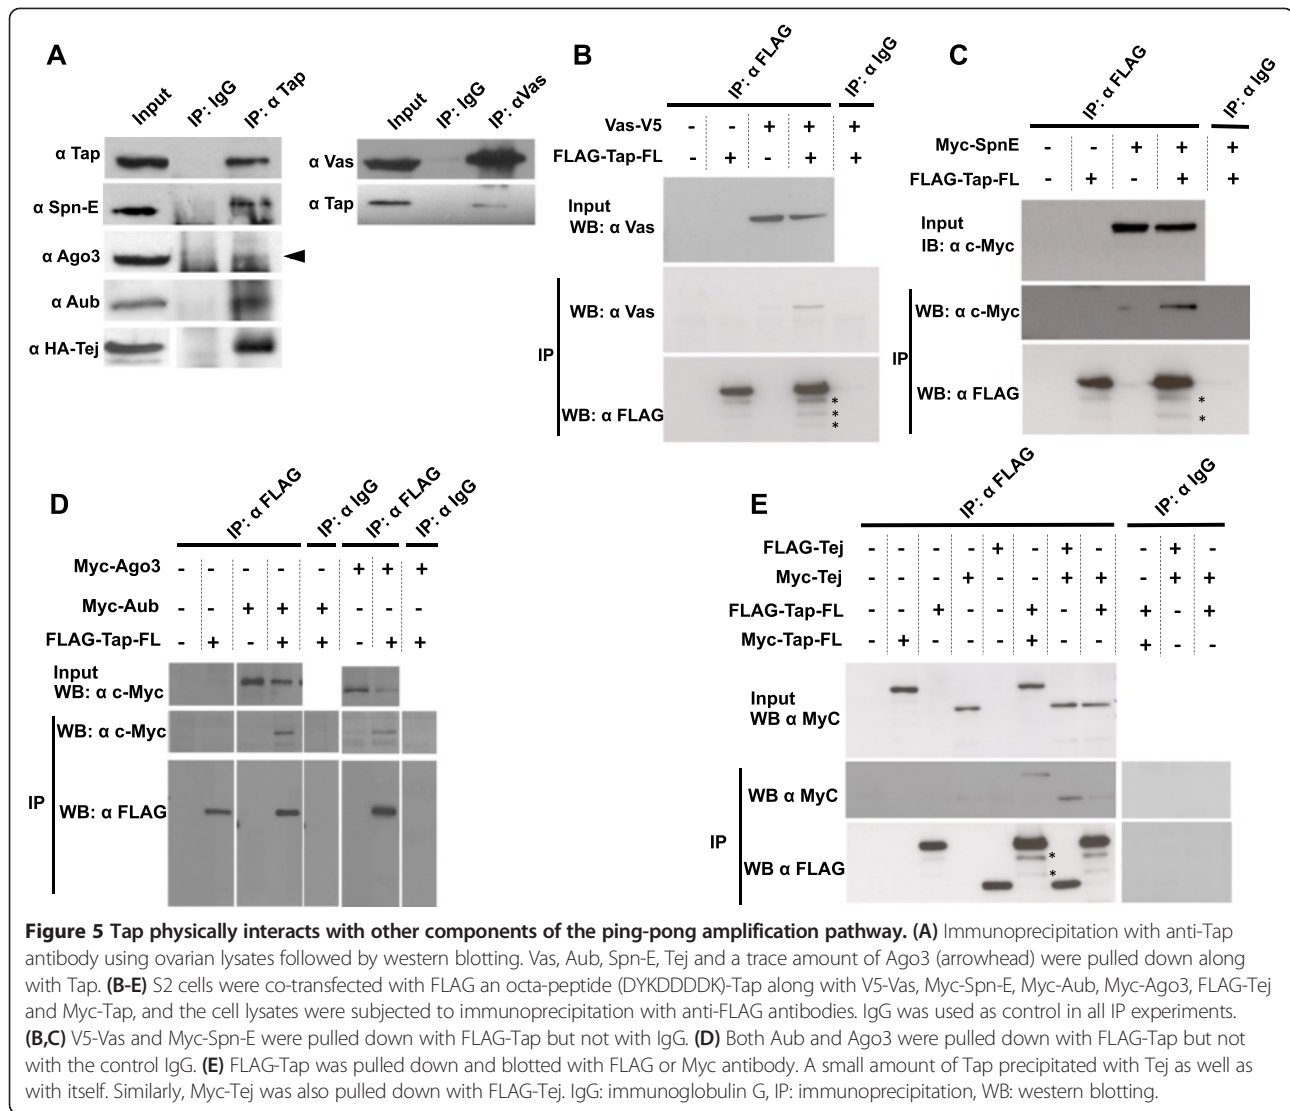 A
Input
IP: IgG
IP: α Tap
α Tap
α Spn-E
α Ago3
α Aub
α HA-Tej
Input
IP: IgG
IP: αVas
α Vas
α Tap
B
IP: α FLAG
IP: α IgG
Vas-V5 - - + + +
FLAG-Tap-FL - + - + +
Input
WB: α Vas
IP
WB: α Vas
WB: α FLAG
*
*
*
C
IP: α FLAG
IP: α IgG
Myc-SpnE - - + + +
FLAG-Tap-FL - + - + +
Input
IB: α c-Myc
IP
WB: α c-Myc
WB: α FLAG
*
*
D
IP: α FLAG
IP: α IgG
IP: α FLAG
IP: α IgG
Myc-Ago3 - - - - - + + +
Myc-Aub - - + + + - - -
FLAG-Tap-FL - + - + + - + +
Input
WB: α c-Myc
IP
WB: α c-Myc
WB: α FLAG
E
IP: α FLAG
IP: α IgG
FLAG-Tej - - - - + - + - - + -
Myc-Tej - - - + - - + + - + +
FLAG-Tap-FL - - + - - + - + + - +
Myc-Tap-FL - + - - - + - - + - -
Input
WB α MyC
IP
WB α MyC
WB α FLAG
*
*
Figure 5 Tap physically interacts with other components of the ping-pong amplification pathway. (A) Immunoprecipitation with anti-Tap
antibody using ovarian lysates followed by western blotting. Vas, Aub, Spn-E, Tej and a trace amount of Ago3 (arrowhead) were pulled down along
with Tap. (B-E) S2 cells were co-transfected with FLAG an octa-peptide (DYKDDDDK)-Tap along with V5-Vas, Myc-Spn-E, Myc-Aub, Myc-Ago3, FLAG-Tej
and Myc-Tap, and the cell lysates were subjected to immunoprecipitation with anti-FLAG antibodies. IgG was used as control in all IP experiments.
(B,C) V5-Vas and Myc-Spn-E were pulled down with FLAG-Tap but not with IgG. (D) Both Aub and Ago3 were pulled down with FLAG-Tap but not
with the control IgG. (E) FLAG-Tap was pulled down and blotted with FLAG or Myc antibody. A small amount of Tap precipitated with Tej as well as
with itself. Similarly, Myc-Tej was also pulled down with FLAG-Tej. IgG: immunoglobulin G, IP: immunoprecipitation, WB: western blotting.